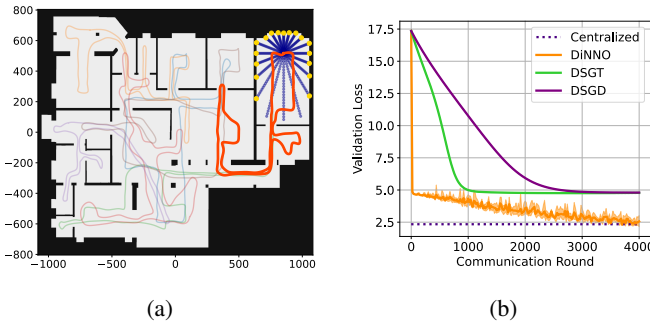 800
600
400
200
0
−200
−400
−600
−800
−1000 −500 0 500 1000
(a)
Validation Loss
17.5
15.0
12.5
10.0
7.5
5.0
2.5
Centralized
DiNNO
DSGT
DSGD
0 1000 2000 3000 4000
Communication Round
(b)